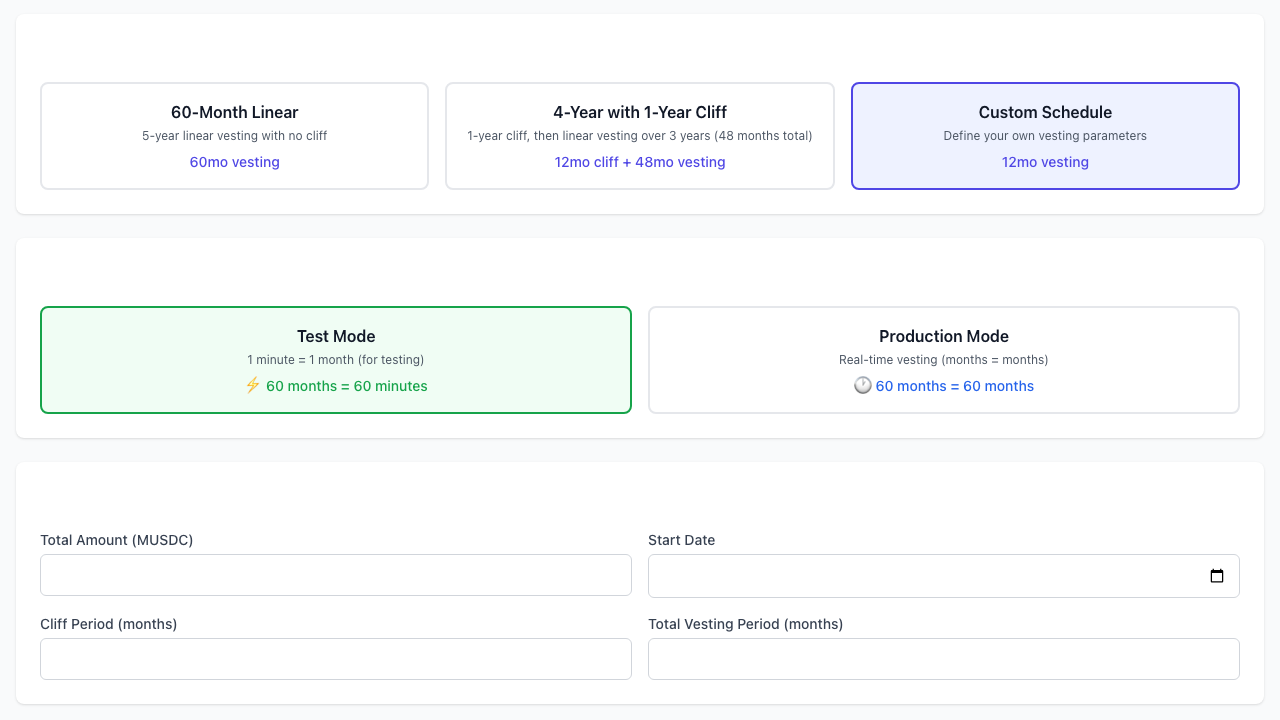 60-Month Linear
5-year linear vesting with no cliff
60mo vesting
4-Year with 1-Year Cliff
1-year cliff, then linear vesting over 3 years (48 months total)
12mo cliff + 48mo vesting
Custom Schedule
Define your own vesting parameters
12mo vesting
Test Mode
1 minute = 1 month (for testing)
⚡ 60 months = 60 minutes
Production Mode
Real-time vesting (months = months)
🕐 60 months = 60 months
Total Amount (MUSDC)
Start Date
Cliff Period (months)
Total Vesting Period (months)